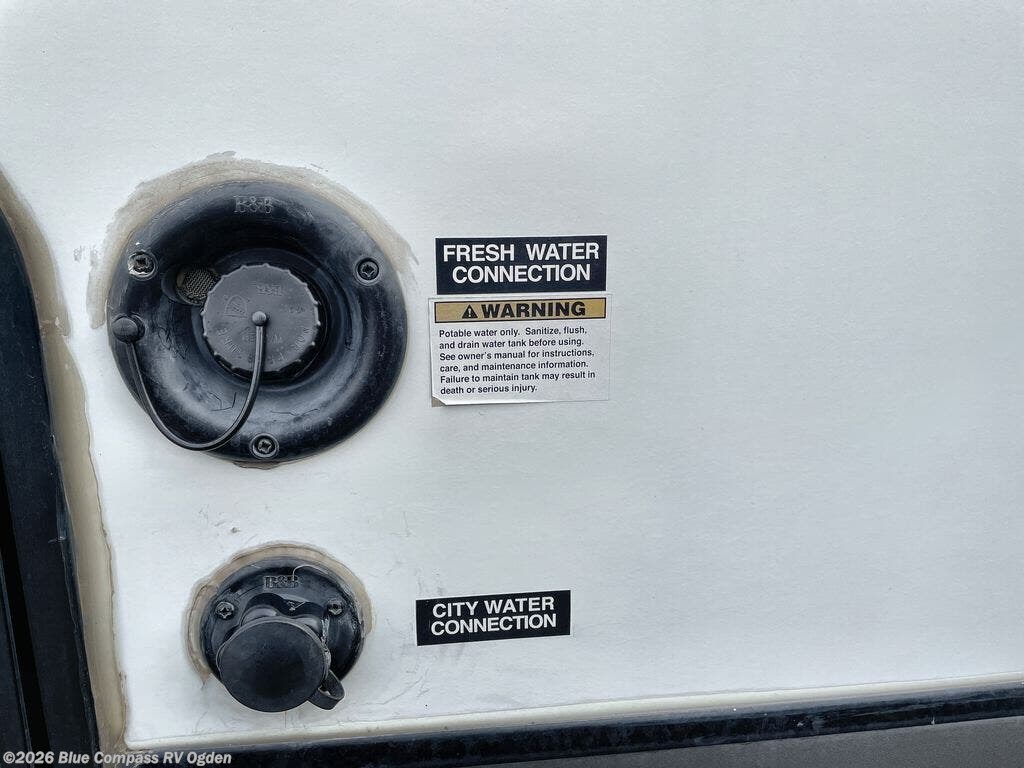 B&B
FRESH WATER
CONNECTION
WARNING
Potable water only. Sanitize, flush,
and drain water tank before using.
See owner's manual for instructions,
care, and maintenance information.
Failure to maintain tank may result in
death or serious injury.
B&B
CITY WATER
CONNECTION
©2026 Blue Compass RV Ogden